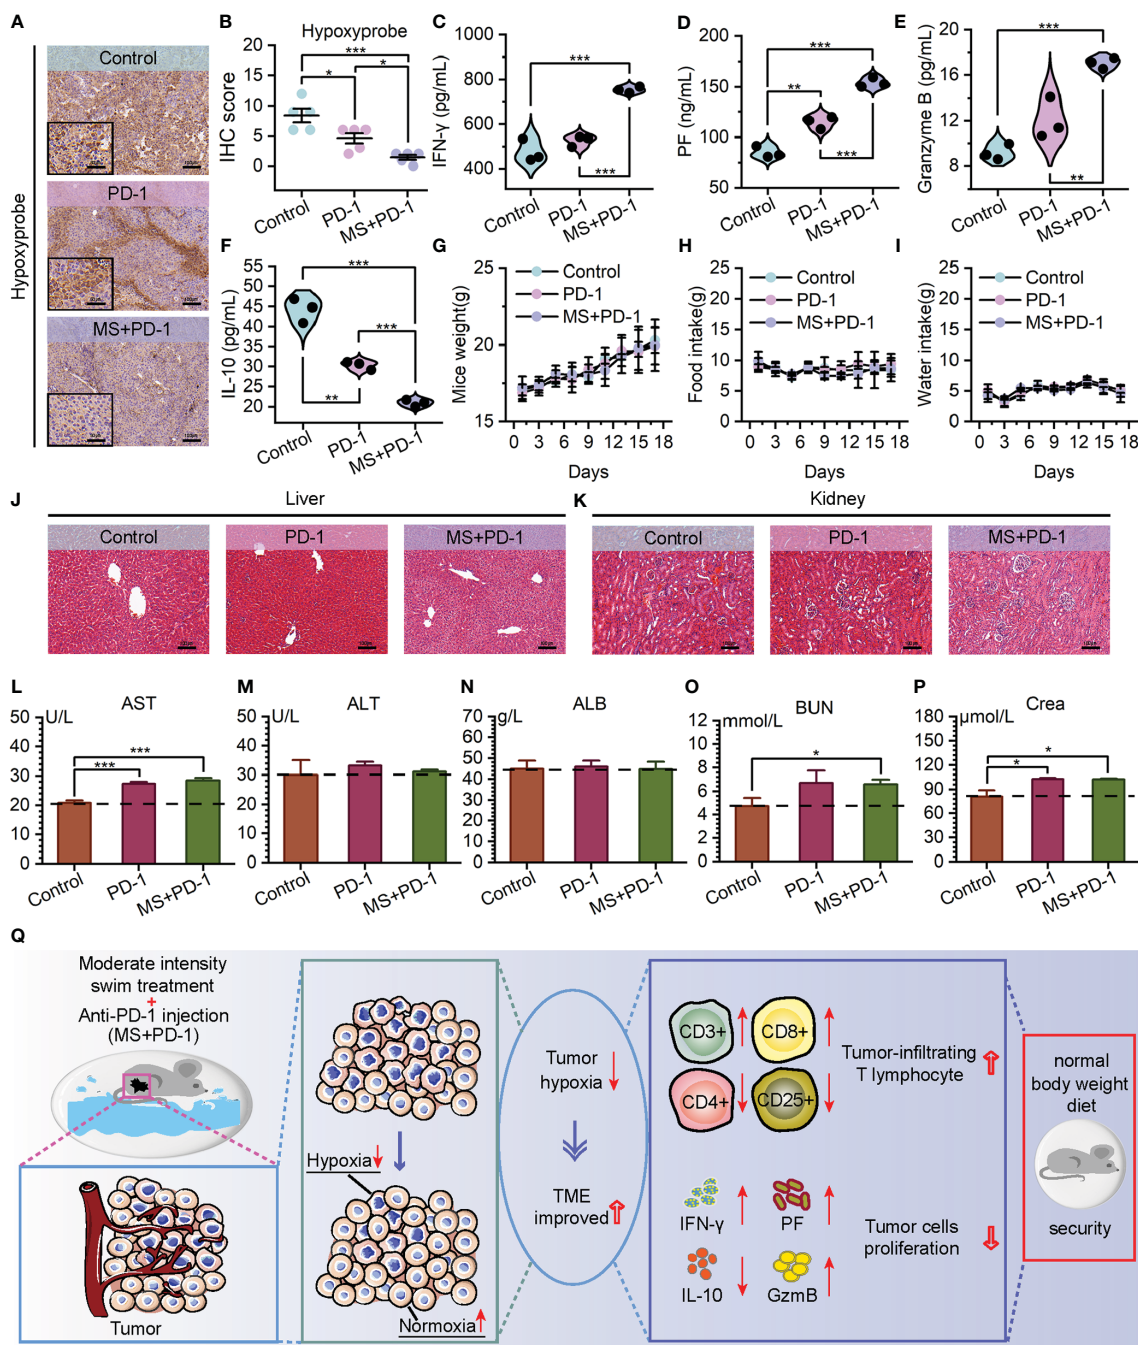 A
Hypoxyprobe
Control
50μm
100μm
PD-1
50μm
100μm
MS+PD-1
50μm
100μm
B
Hypoxyprobe
IHC score
15
10
5
0
***
*
*
Control
PD-1
MS+PD-1
C
IFN-γ (pg/mL)
1000
800
600
400
***
***
Control
PD-1
MS+PD-1
D
PF (ng/mL)
200
150
100
50
***
**
***
Control
PD-1
MS+PD-1
E
Granzyme B (pg/mL)
20
16
12
8
***
**
Control
PD-1
MS+PD-1
F
IL-10 (pg/mL)
55
50
45
40
35
30
25
20
***
***
**
Control
PD-1
MS+PD-1
G
Mice weight(g)
25
20
15
Control
PD-1
MS+PD-1
0 3 6 9 12 15 18
Days
H
Food intake(g)
25
20
15
10
5
0
Control
PD-1
MS+PD-1
0 3 6 9 12 15 18
Days
I
Water intake(g)
25
20
15
10
5
0
Control
PD-1
MS+PD-1
0 3 6 9 12 15 18
Days
J
Liver
Control
100μm
PD-1
100μm
MS+PD-1
100μm
K
Kidney
Control
100μm
PD-1
100μm
MS+PD-1
100μm
L
AST
U/L
50
40
30
20
10
0
***
***
Control
PD-1
MS+PD-1
M
ALT
U/L
50
40
30
20
10
0
Control
PD-1
MS+PD-1
N
ALB
g/L
70
60
50
40
30
20
10
0
Control
PD-1
MS+PD-1
O
BUN
mmol/L
12
10
8
6
4
2
0
*
Control
PD-1
MS+PD-1
P
Crea
μmol/L
180
150
120
90
60
30
0
*
*
Control
PD-1
MS+PD-1
Q
Moderate intensity
swim treatment
+
Anti-PD-1 injection
(MS+PD-1)
Tumor
Hypoxia
Normoxia
Tumor
hypoxia
TME
improved
CD3+
CD8+
CD4+
CD25+
Tumor-infiltrating
T lymphocyte
IFN-γ
PF
IL-10
GzmB
Tumor cells
proliferation
normal
body weight
diet
security